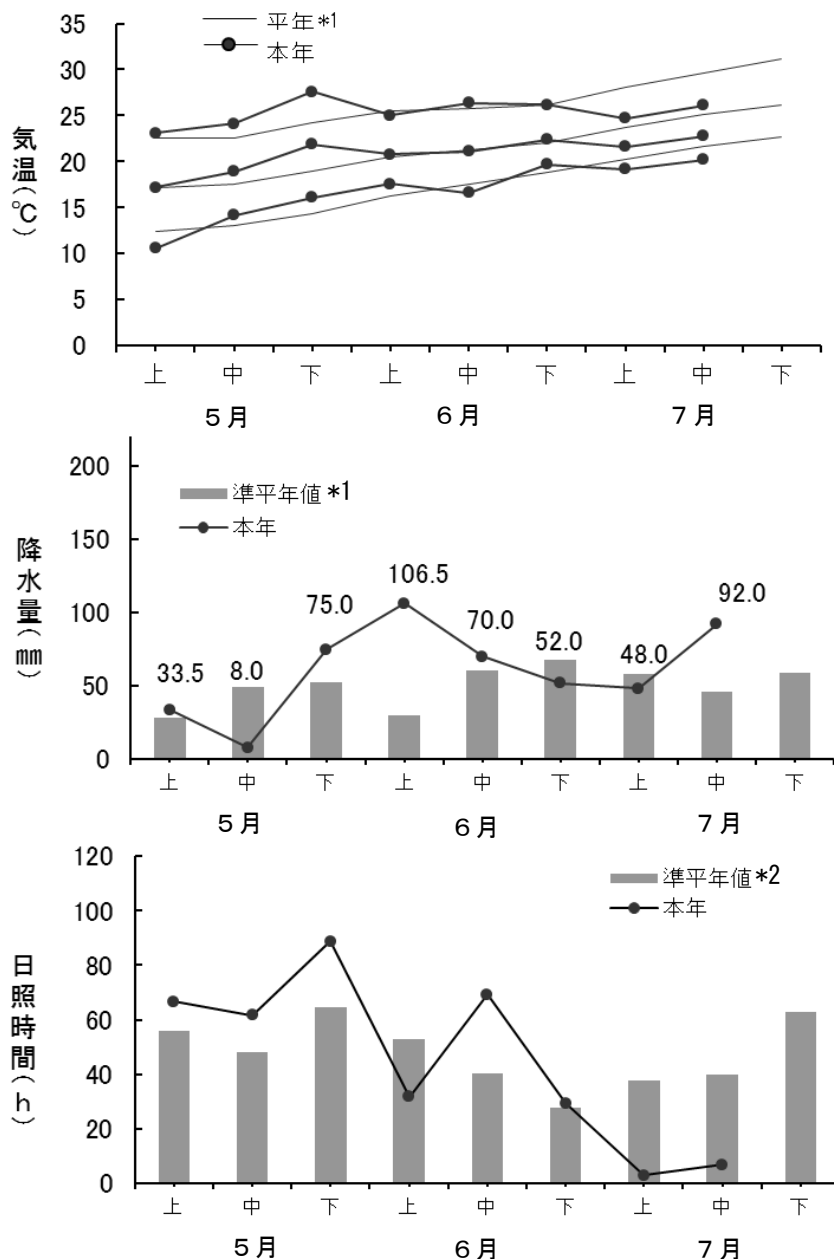 平年*1
本年
35
30
25
20
15
10
5
0
気温(℃)
上 中 下 上 中 下 上 中 下
5月 6月 7月
準平年値*1
本年
200
150
100
50
0
降水量(㎜)
33.5 8.0 75.0 106.5 70.0 52.0 48.0 92.0
上 中 下 上 中 下 上 中 下
5月 6月 7月
準平年値*2
本年
120
100
80
60
40
20
0
日照時間(h)
上 中 下 上 中 下 上 中 下
5月 6月 7月